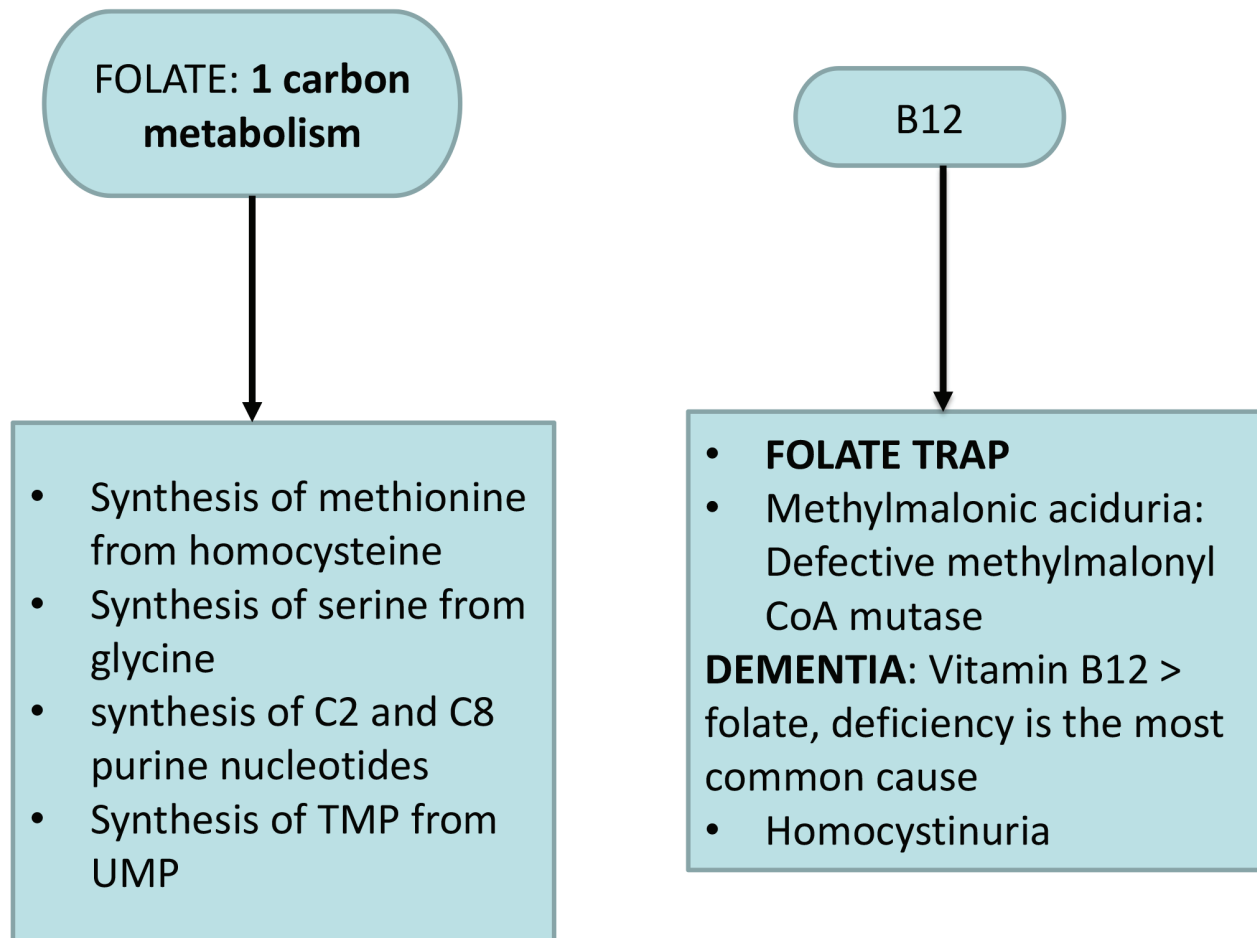 FOLATE: 1 carbon
metabolism
• Synthesis of methionine
from homocysteine
• Synthesis of serine from
glycine
• synthesis of C2 and C8
purine nucleotides
• Synthesis of TMP from
UMP
B12
• FOLATE TRAP
• Methylmalonic aciduria:
Defective methylmalonyl
CoA mutase
DEMENTIA: Vitamin B12 >
folate, deficiency is the most
common cause
• Homocystinuria